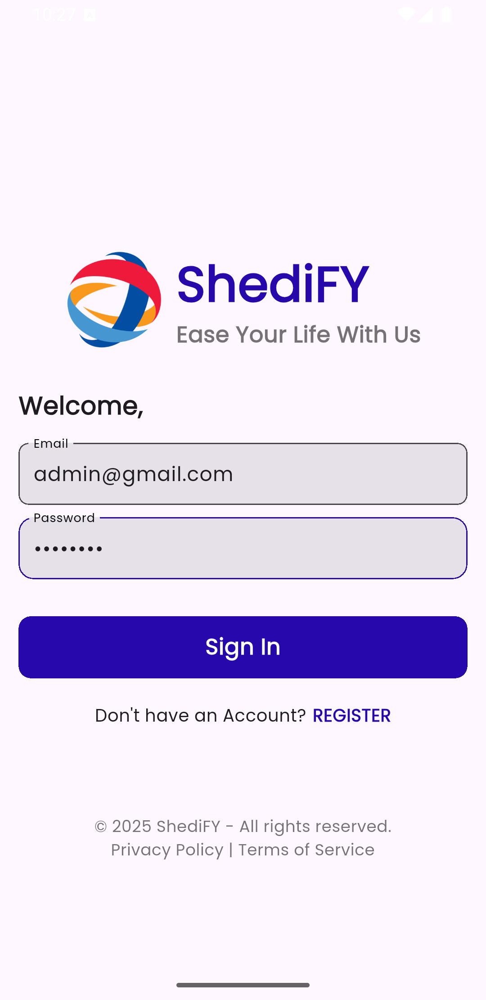 10:27
ShediFY
Ease Your Life With Us
Welcome,
Email
admin@gmail.com
Password
••••••••
Sign In
Don't have an Account? REGISTER
© 2025 ShediFY - All rights reserved.
Privacy Policy | Terms of Service